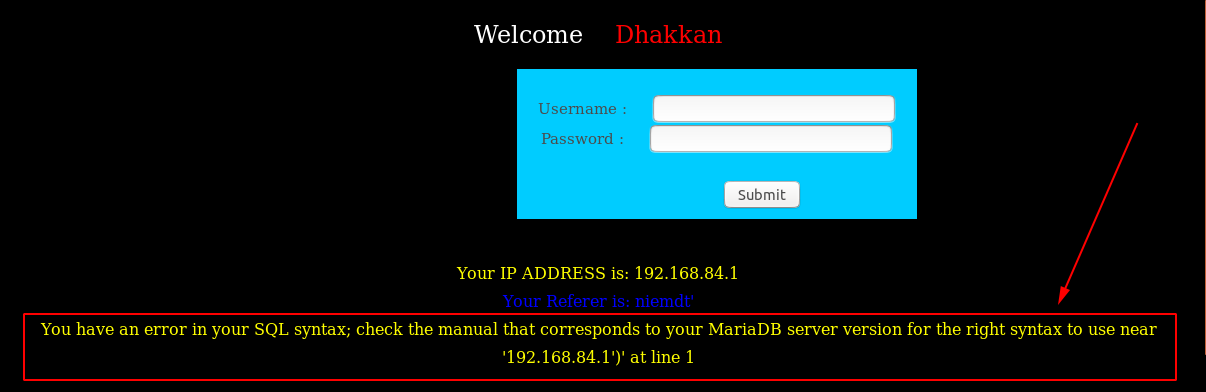 Welcome Dhakkan
Username :
Password :
Submit
Your IP ADDRESS is: 192.168.84.1
Your Referer is: niemdt'
You have an error in your SQL syntax; check the manual that corresponds to your MariaDB server version for the right syntax to use near
'192.168.84.1')' at line 1